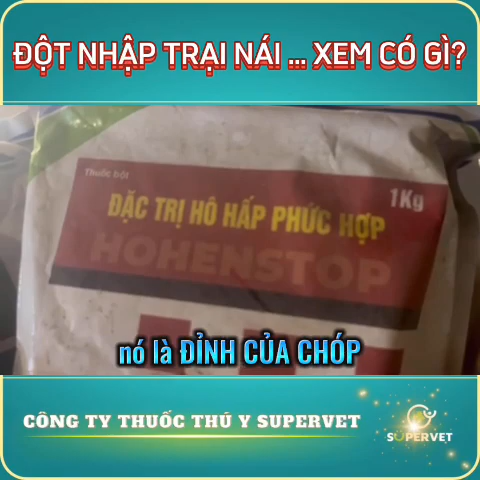 ĐỘT NHẬP TRẠI NÁI ... XEM CÓ GÌ?
Thuốc bột
1Kg
ĐẶC TRỊ HÔ HẤP PHỨC HỢP
HOHENSTOP
nó là ĐỈNH CỦA CHÓP
CÔNG TY THUỐC THÚ Y SUPERVET
SUPERVET